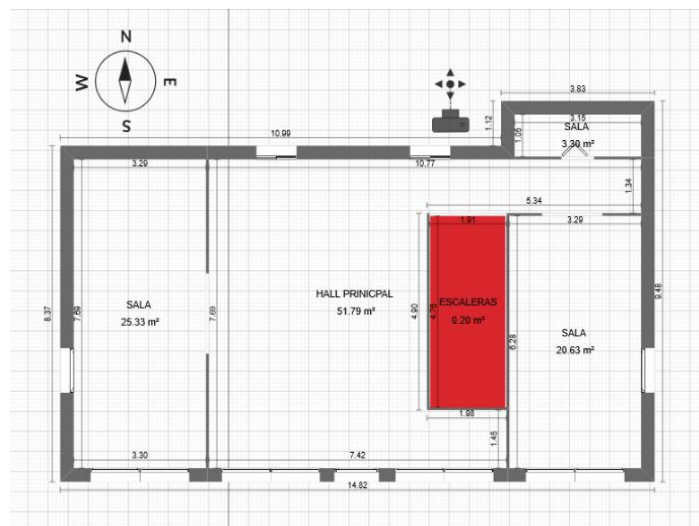 N
W
E
S
3.83
1.12
3.15
SALA
3.30 m²
1.05
10.99
3.29
10.77
1.34
5.34
1.91
3.29
8.37
7.69
SALA
25.33 m²
7.69
HALL PRINICPAL
51.79 m²
4.90
4.76
ESCALERAS
0.20 m²
6.28
SALA
20.63 m²
9.48
1.98
1.45
3.30
7.42
14.82